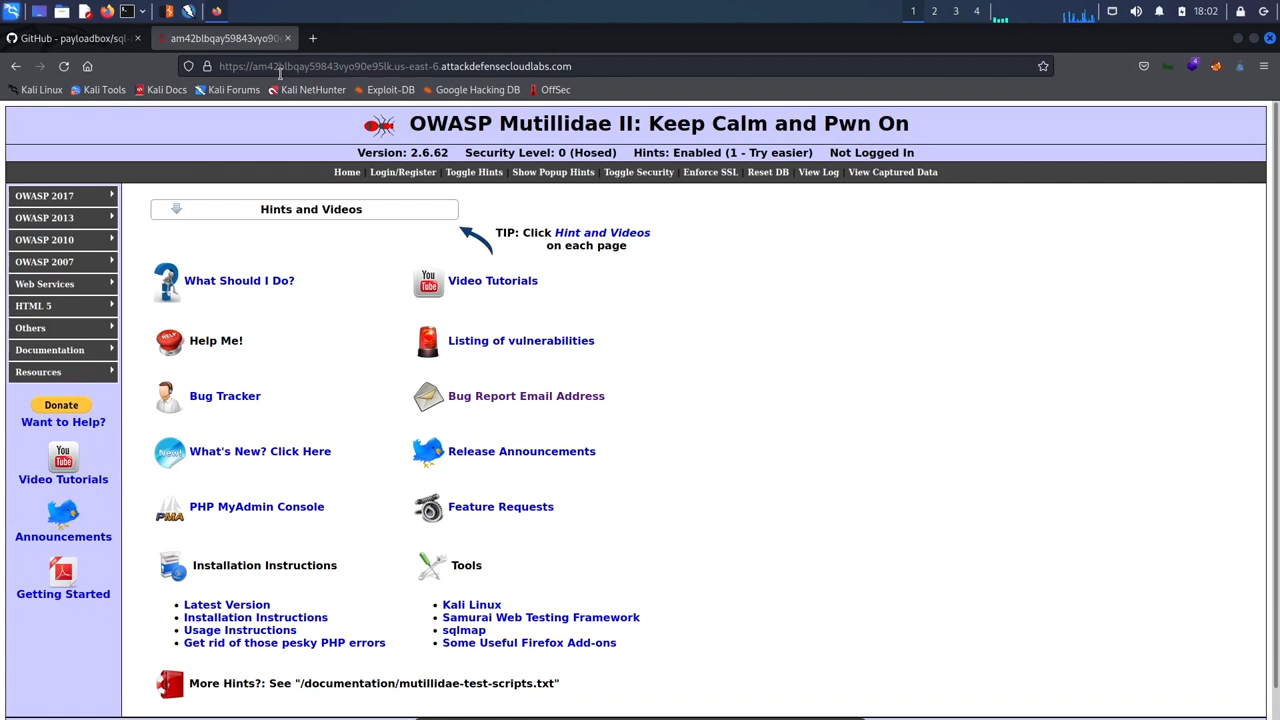 1 2 3 4 18:02
GitHub - payloadbox/sql-
am42blbqay59843vyo90e
https://am42blbqay59843vyo90e95lk.us-east-6.attackdefensecloudlabs.com
Kali Linux Kali Tools Kali Docs Kali Forums Kali NetHunter Exploit-DB Google Hacking DB OffSec
OWASP Mutillidae II: Keep Calm and Pwn On
Version: 2.6.62 Security Level: 0 (Hosed) Hints: Enabled (1 - Try easier) Not Logged In
Home | Login/Register | Toggle Hints | Show Popup Hints | Toggle Security | Enforce SSL | Reset DB | View Log | View Captured Data
OWASP 2017
OWASP 2013
OWASP 2010
OWASP 2007
Web Services
HTML 5
Others
Documentation
Resources
Donate
Want to Help?
You Tube
Video Tutorials
Announcements
Getting Started
Hints and Videos
TIP: Click Hint and Videos
on each page
What Should I Do?
You Tube
Video Tutorials
HELP
Help Me!
Listing of vulnerabilities
Bug Tracker
Bug Report Email Address
New!
What's New? Click Here
Release Announcements
PMA
PHP MyAdmin Console
Feature Requests
Installation Instructions
Tools
• Latest Version
• Installation Instructions
• Usage Instructions
• Get rid of those pesky PHP errors
• Kali Linux
• Samurai Web Testing Framework
• sqlmap
• Some Useful Firefox Add-ons
More Hints?: See "/documentation/mutillidae-test-scripts.txt"